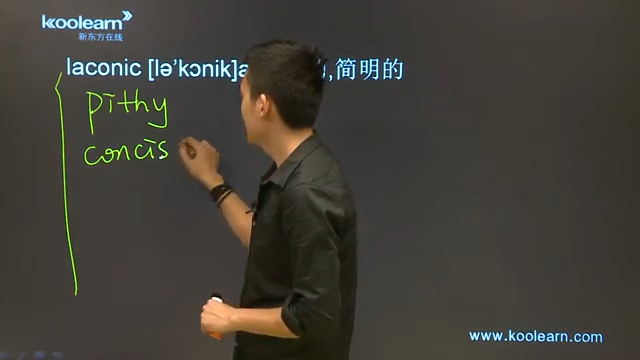 koolearn
新东方在线
laconic [lə'kɔnik]a
,简明的
pithy
concis
www.koolearn.com